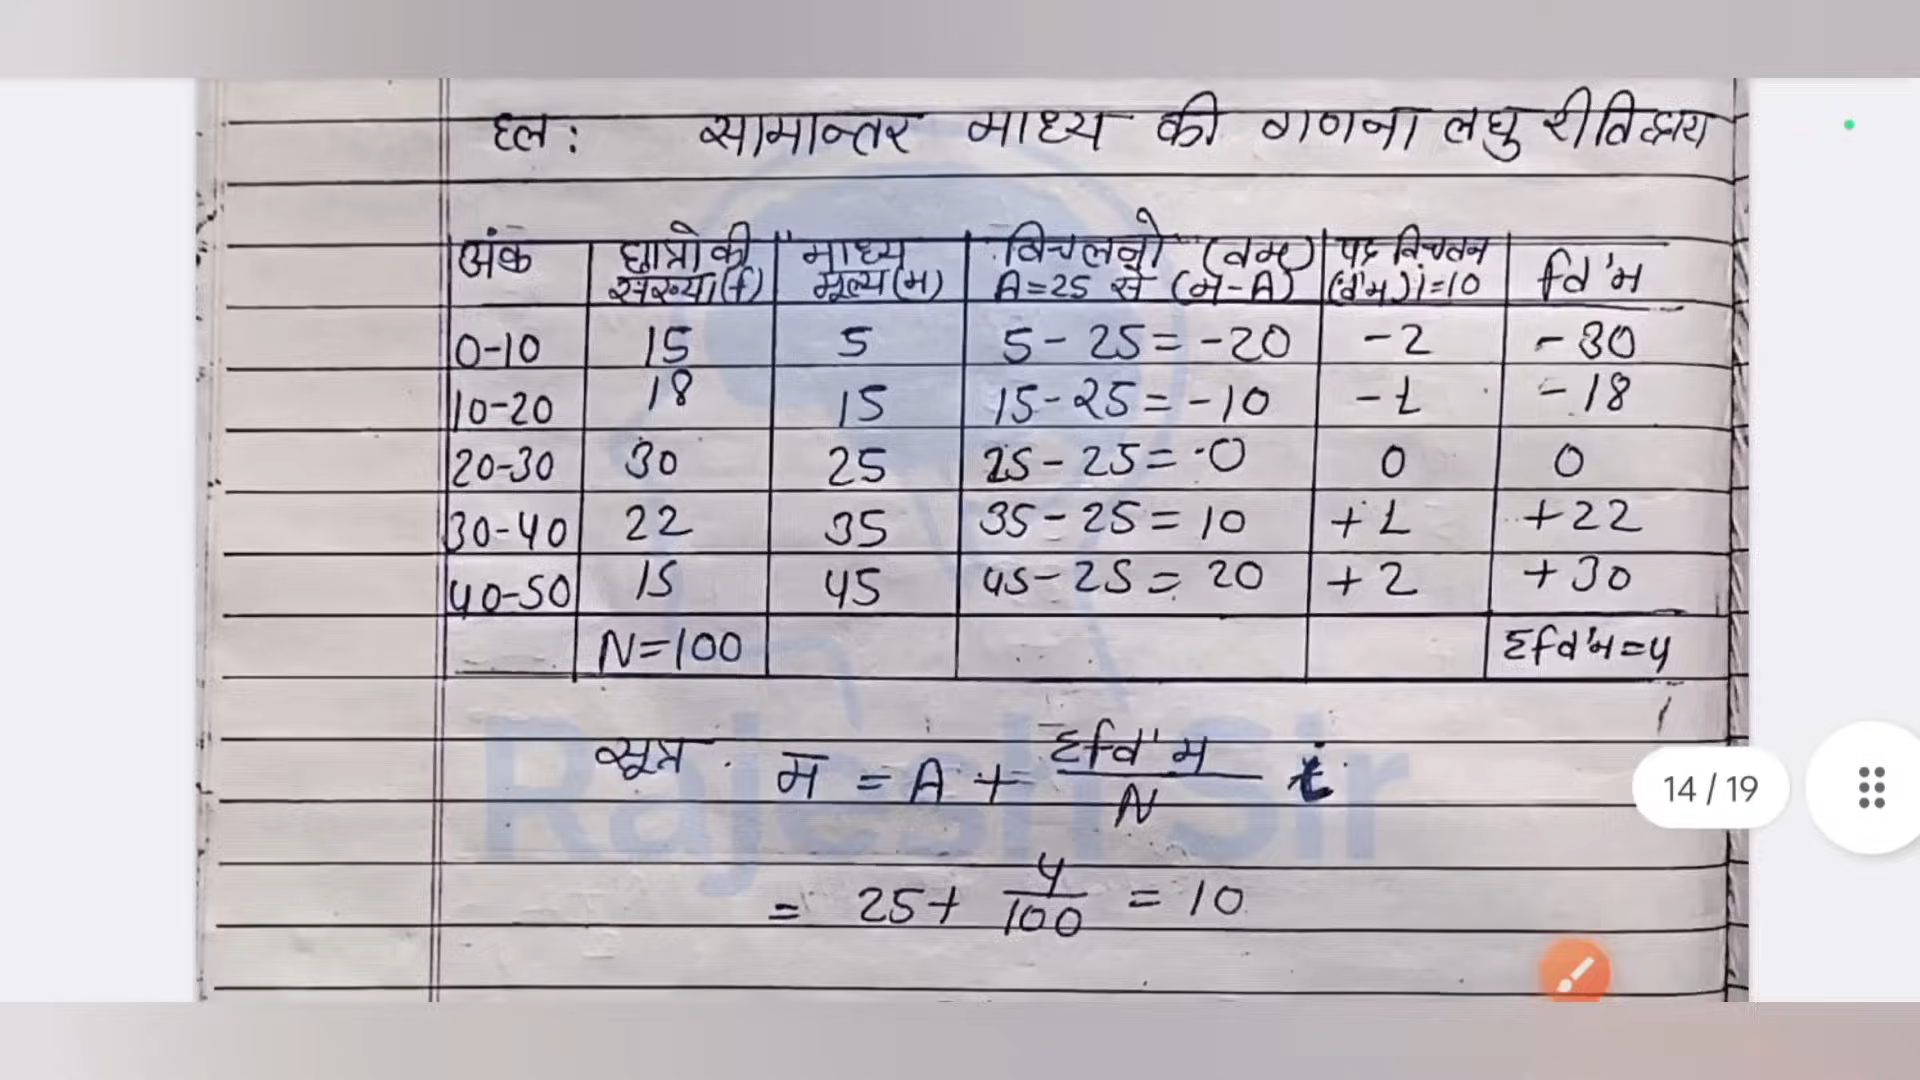 हल : सामान्तर माध्य की गणना लघु रीति द्वारा
अंक छात्रो की संख्या (f) माध्य मूल्य (म) विचलनो (वम) A=25 से (म-A) पद विचलन (d'म) i=10 fd'म
0-10 15 5 5-25=-20 -2 -30
10-20 18 15 15-25=-10 -1 -18
20-30 30 25 25-25=0 0 0
30-40 22 35 35-25=10 +1 +22
40-50 15 45 45-25=20 +2 +30
N=100 Σfd'म=4
सूत्र म̅ = A + Σfd'म / N i
= 25 + 4/100 = 10
Rajesh Sir
14 / 19